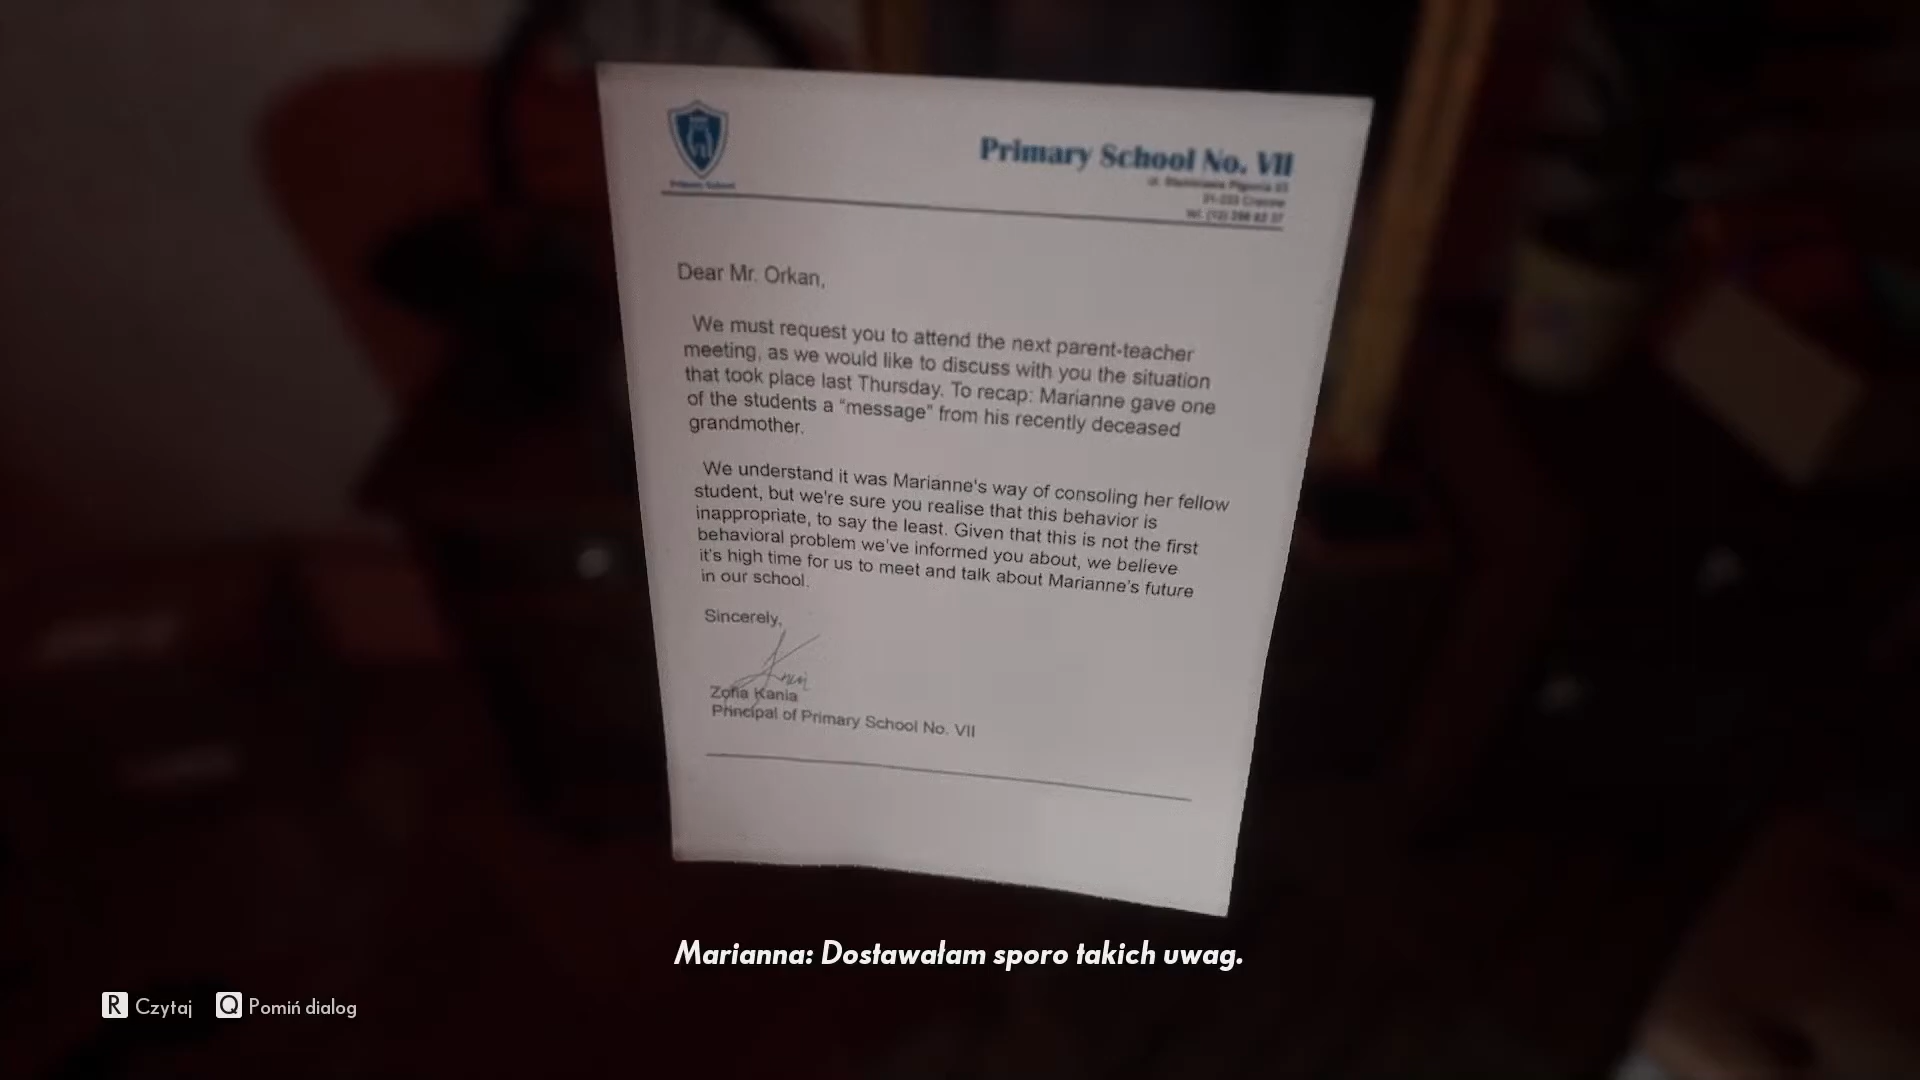 Primary School
Primary School No. VII
Dear Mr. Orkan,
We must request you to attend the next parent-teacher
meeting, as we would like to discuss with you the situation
that took place last Thursday. To recap: Marianne gave one
of the students a “message” from his recently deceased
grandmother.
We understand it was Marianne's way of consoling her fellow
student, but we're sure you realise that this behavior is
inappropriate, to say the least. Given that this is not the first
behavioral problem we've informed you about, we believe
it's high time for us to meet and talk about Marianne's future
in our school.
Sincerely,
Zofia Kania
Principal of Primary School No. VII
Marianna: Dostawałam sporo takich uwag.
R Czytaj Q Pomiń dialog